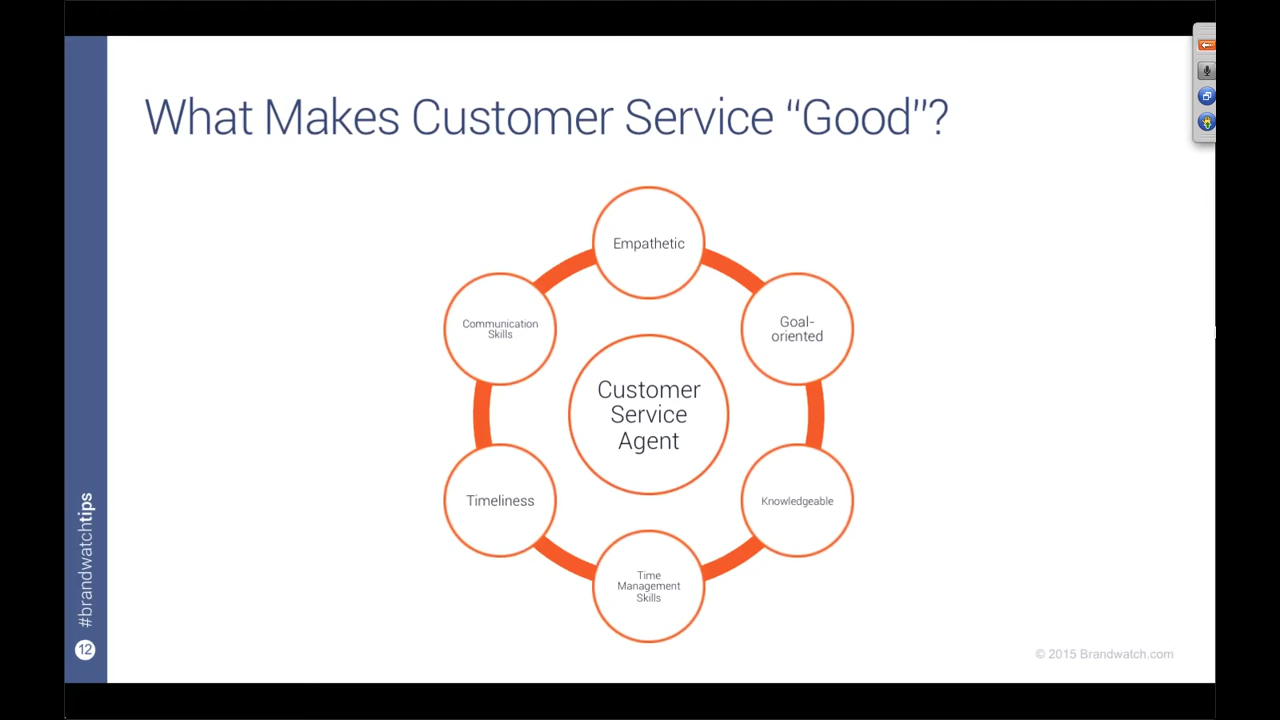 What Makes Customer Service “Good”?
Empathetic
Goal-
oriented
Knowledgeable
Time
Management
Skills
Timeliness
Communication
Skills
Customer
Service
Agent
#brandwatchtips
12
© 2015 Brandwatch.com